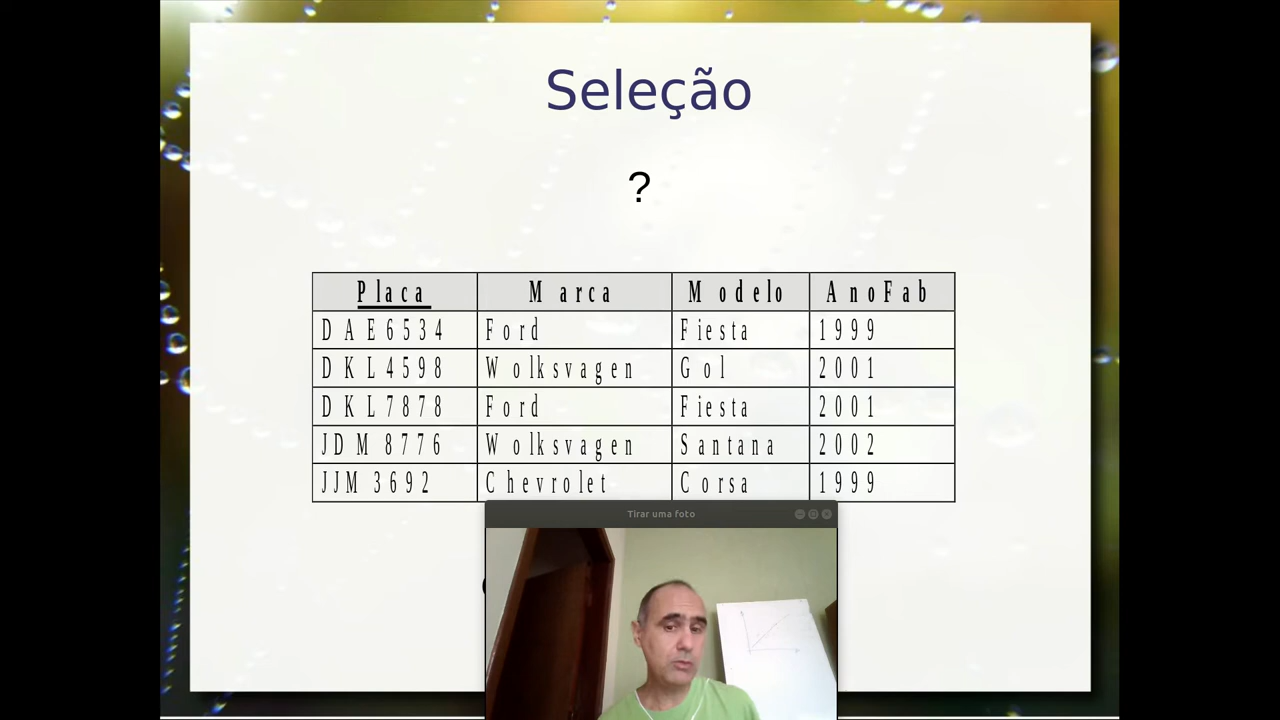 Seleção
?
Placa Marca Modelo AnoFab
DAE6534 Ford Fiesta 1999
DKL4598 Wolksvagen Gol 2001
DKL7878 Ford Fiesta 2001
JDM8776 Wolksvagen Santana 2002
JJM3692 Chevrolet Corsa 1999
Tirar uma foto